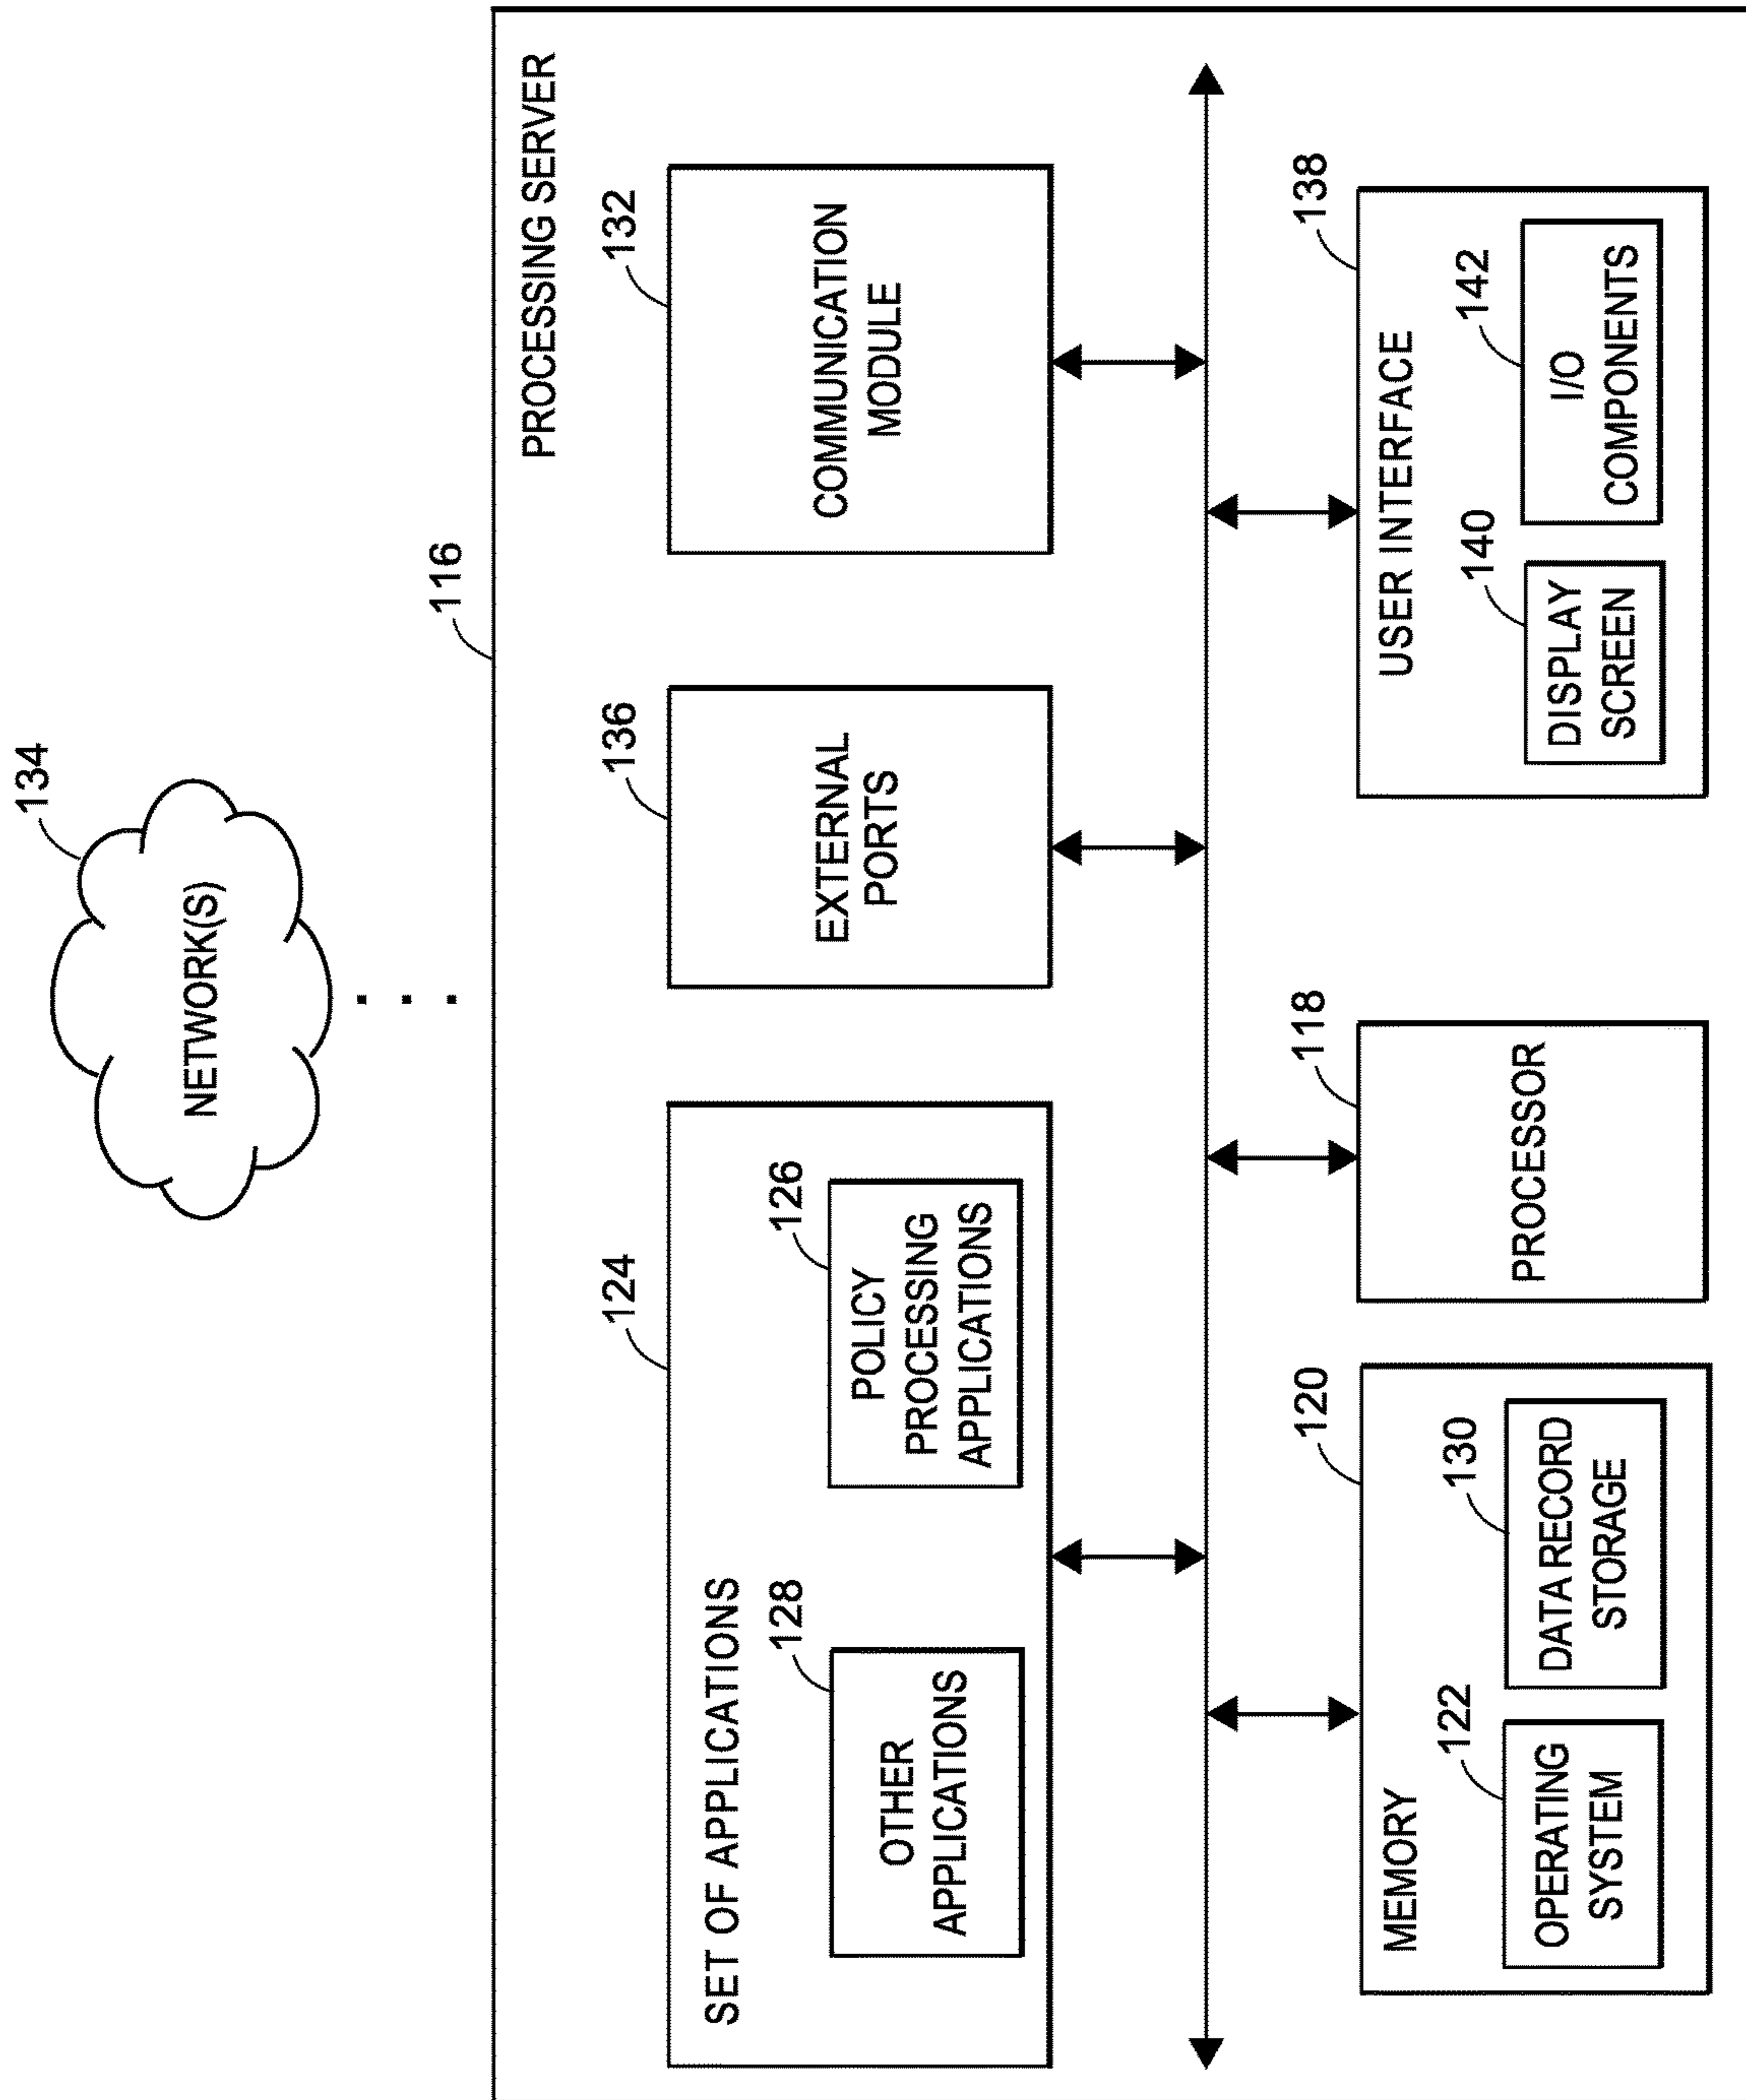 134
NETWORK(S)
116
PROCESSING SERVER
124
SET OF APPLICATIONS
128
OTHER
APPLICATIONS
126
POLICY
PROCESSING
APPLICATIONS
136
EXTERNAL
PORTS
132
COMMUNICATION
MODULE
120
MEMORY
122
OPERATING
SYSTEM
130
DATA RECORD
STORAGE
118
PROCESSOR
138
USER INTERFACE
140
DISPLAY
SCREEN
142
I/O
COMPONENTS